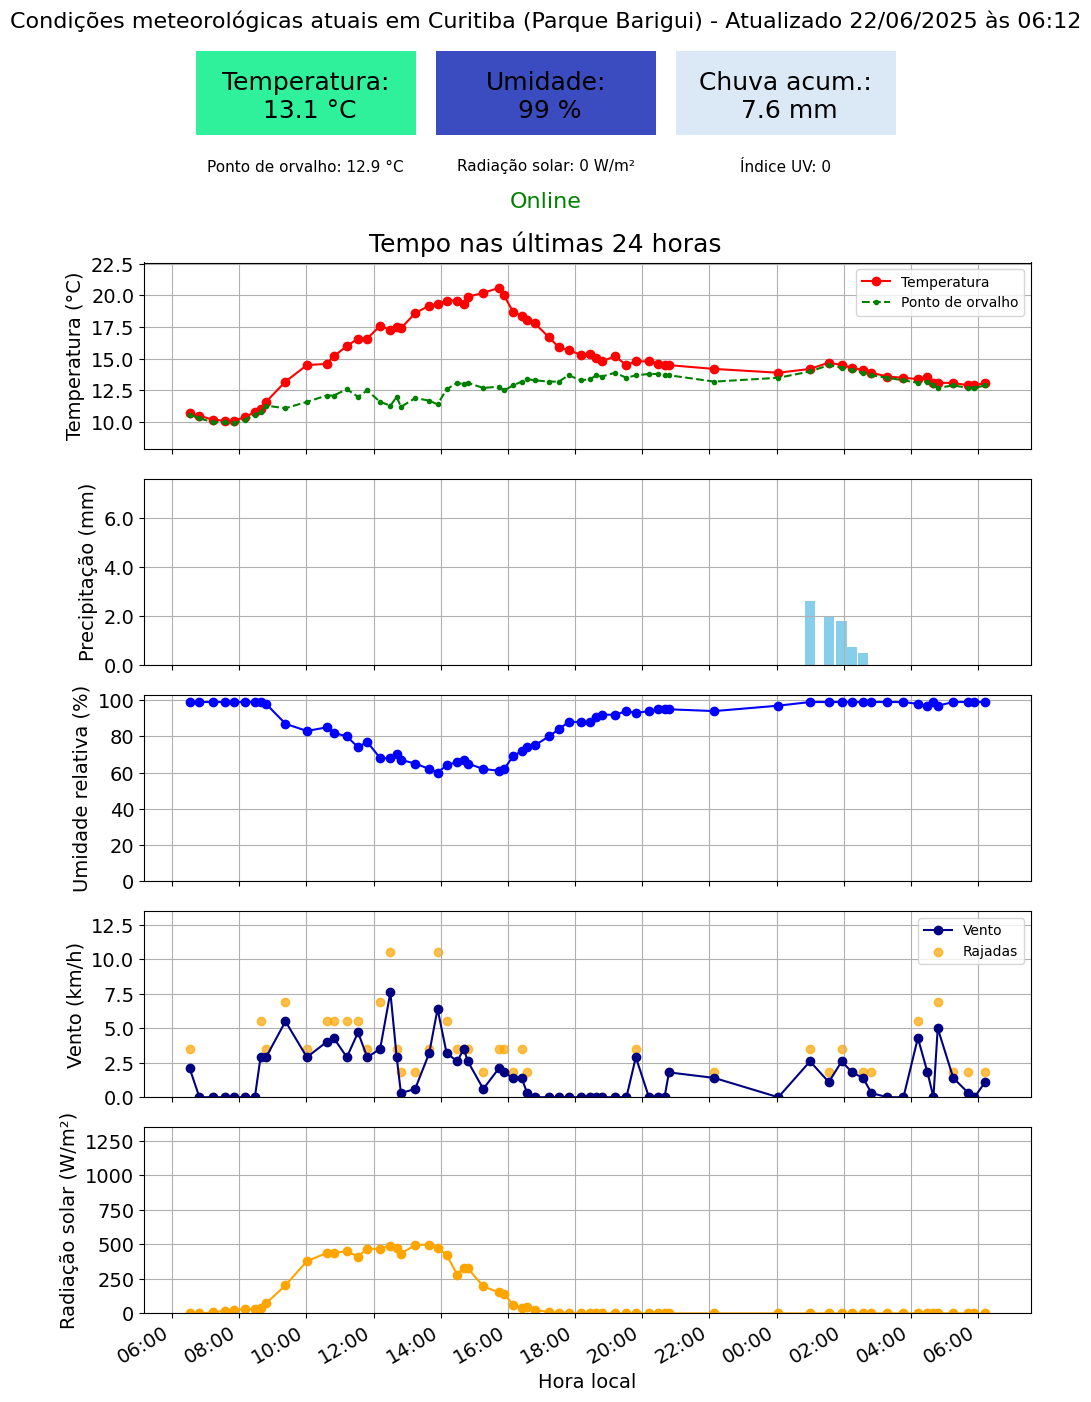 Condições meteorológicas atuais em Curitiba (Parque Barigui) - Atualizado 22/06/2025 às 06:12
Temperatura:
13.1 °C
Umidade:
99 %
Chuva acum.:
7.6 mm
Ponto de orvalho: 12.9 °C
Radiação solar: 0 W/m²
Índice UV: 0
Online
Tempo nas últimas 24 horas
Temperatura (°C)
22.5
20.0
17.5
15.0
12.5
10.0
Temperatura
Ponto de orvalho
Precipitação (mm)
6.0
4.0
2.0
0.0
Umidade relativa (%)
100
80
60
40
20
0
Vento (km/h)
12.5
10.0
7.5
5.0
2.5
0.0
Vento
Rajadas
Radiação solar (W/m²)
1250
1000
750
500
250
0
06:00
08:00
10:00
12:00
14:00
16:00
18:00
20:00
22:00
00:00
02:00
04:00
06:00
Hora local